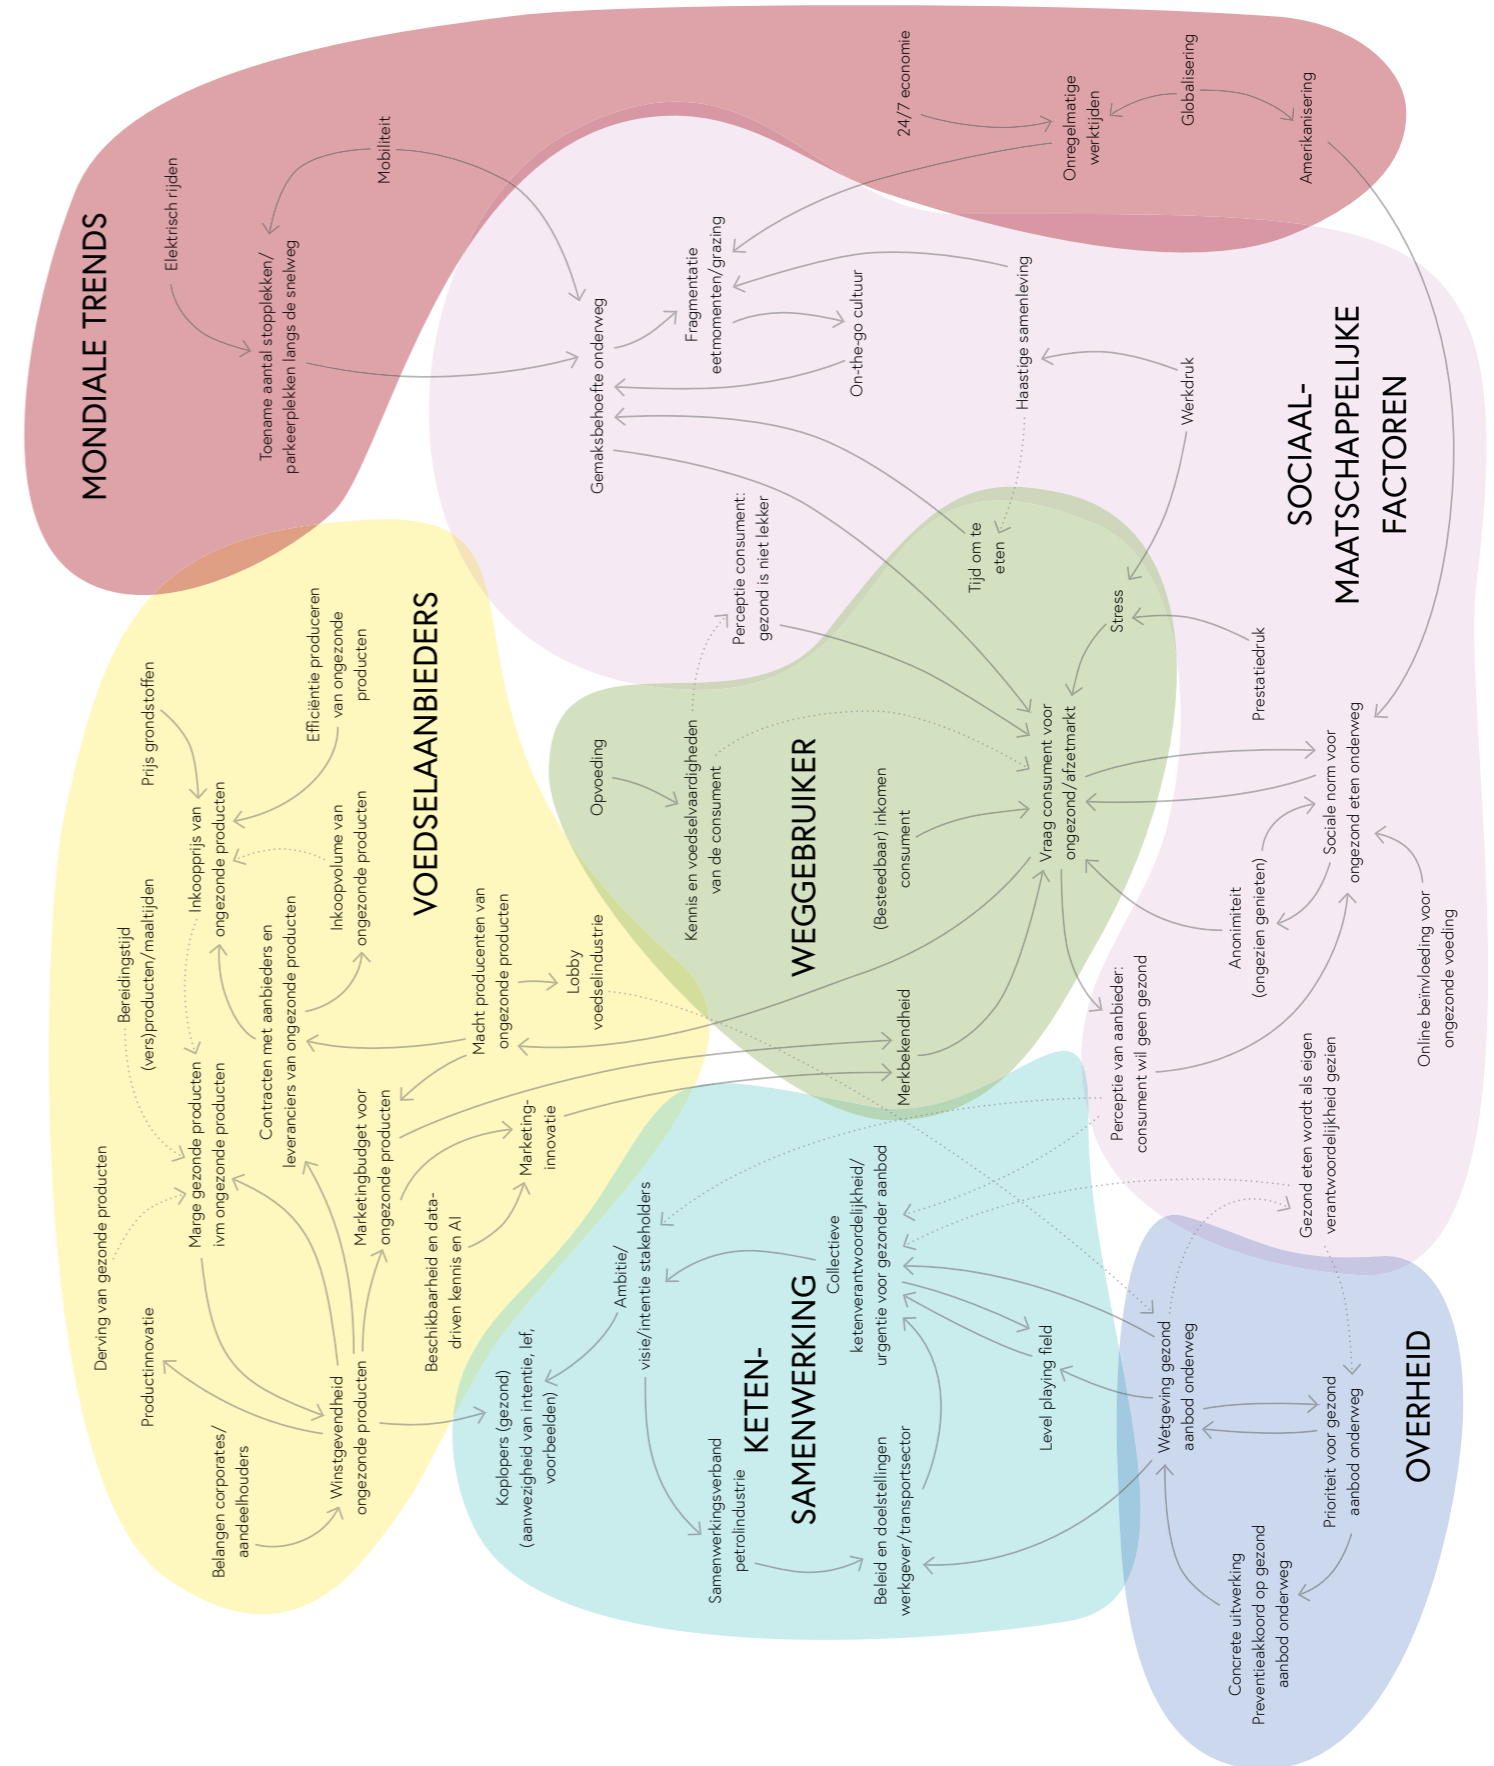 MONDIALE TRENDS
Elektrisch rijden
Toename aantal stopplekken/
parkeerplekken langs de snelweg
Mobiliteit
24/7 economie
Onregelmatige
werktijden
Globalisering
Amerikanisering
SOCIAAL-
MAATSCHAPPELIJKE
FACTOREN
Gemaksbehoefte onderweg
Fragmentatie
eetmomenten/grazing
On-the-go cultuur
Haastige samenleving
Werkdruk
Perceptie consument:
gezond is niet lekker
Tijd om te
eten
Stress
Prestatiedruk
Sociale norm voor
ongezond eten onderweg
Anonimiteit
(ongezien genieten)
Online beïnvloeding voor
ongezonde voeding
Perceptie van aanbieder:
consument wil geen gezond
Gezond eten wordt als eigen
verantwoordelijkheid gezien
WEGGEBRUIKER
Opvoeding
Kennis en voedselvaardigheden
van de consument
(Besteedbaar) inkomen
consument
Vraag consument voor
ongezond/afzetmarkt
Merkbekendheid
VOEDSELAANBIEDERS
Prijs grondstoffen
Efficiëntie produceren
van ongezonde
producten
Inkoopprijs van
ongezonde producten
Inkoopvolume van
ongezonde producten
Bereidingstijd
(vers)producten/maaltijden
Contracten met aanbieders en
leveranciers van ongezonde producten
Macht producenten van
ongezonde producten
Lobby
voedselindustrie
Marge gezonde producten
ivm ongezonde producten
Marketingbudget voor
ongezonde producten
Marketing-
innovatie
Derving van gezonde producten
Beschikbaarheid en data-
driven kennis en AI
Productinnovatie
Winstgevendheid
ongezonde producten
Belangen corporates/
aandeelhouders
KETEN-
SAMENWERKING
Koplopers (gezond)
(aanwezigheid van intentie, lef,
voorbeelden)
Ambitie/
visie/intentie stakeholders
Collectieve
ketenverantwoordelijkheid/
urgentie voor gezonder aanbod
Level playing field
Samenwerkingsverband
petrolindustrie
Beleid en doelstellingen
werkgever/transportsector
OVERHEID
Wetgeving gezond
aanbod onderweg
Prioriteit voor gezond
aanbod onderweg
Concrete uitwerking
Preventieakkoord op gezond
aanbod onderweg